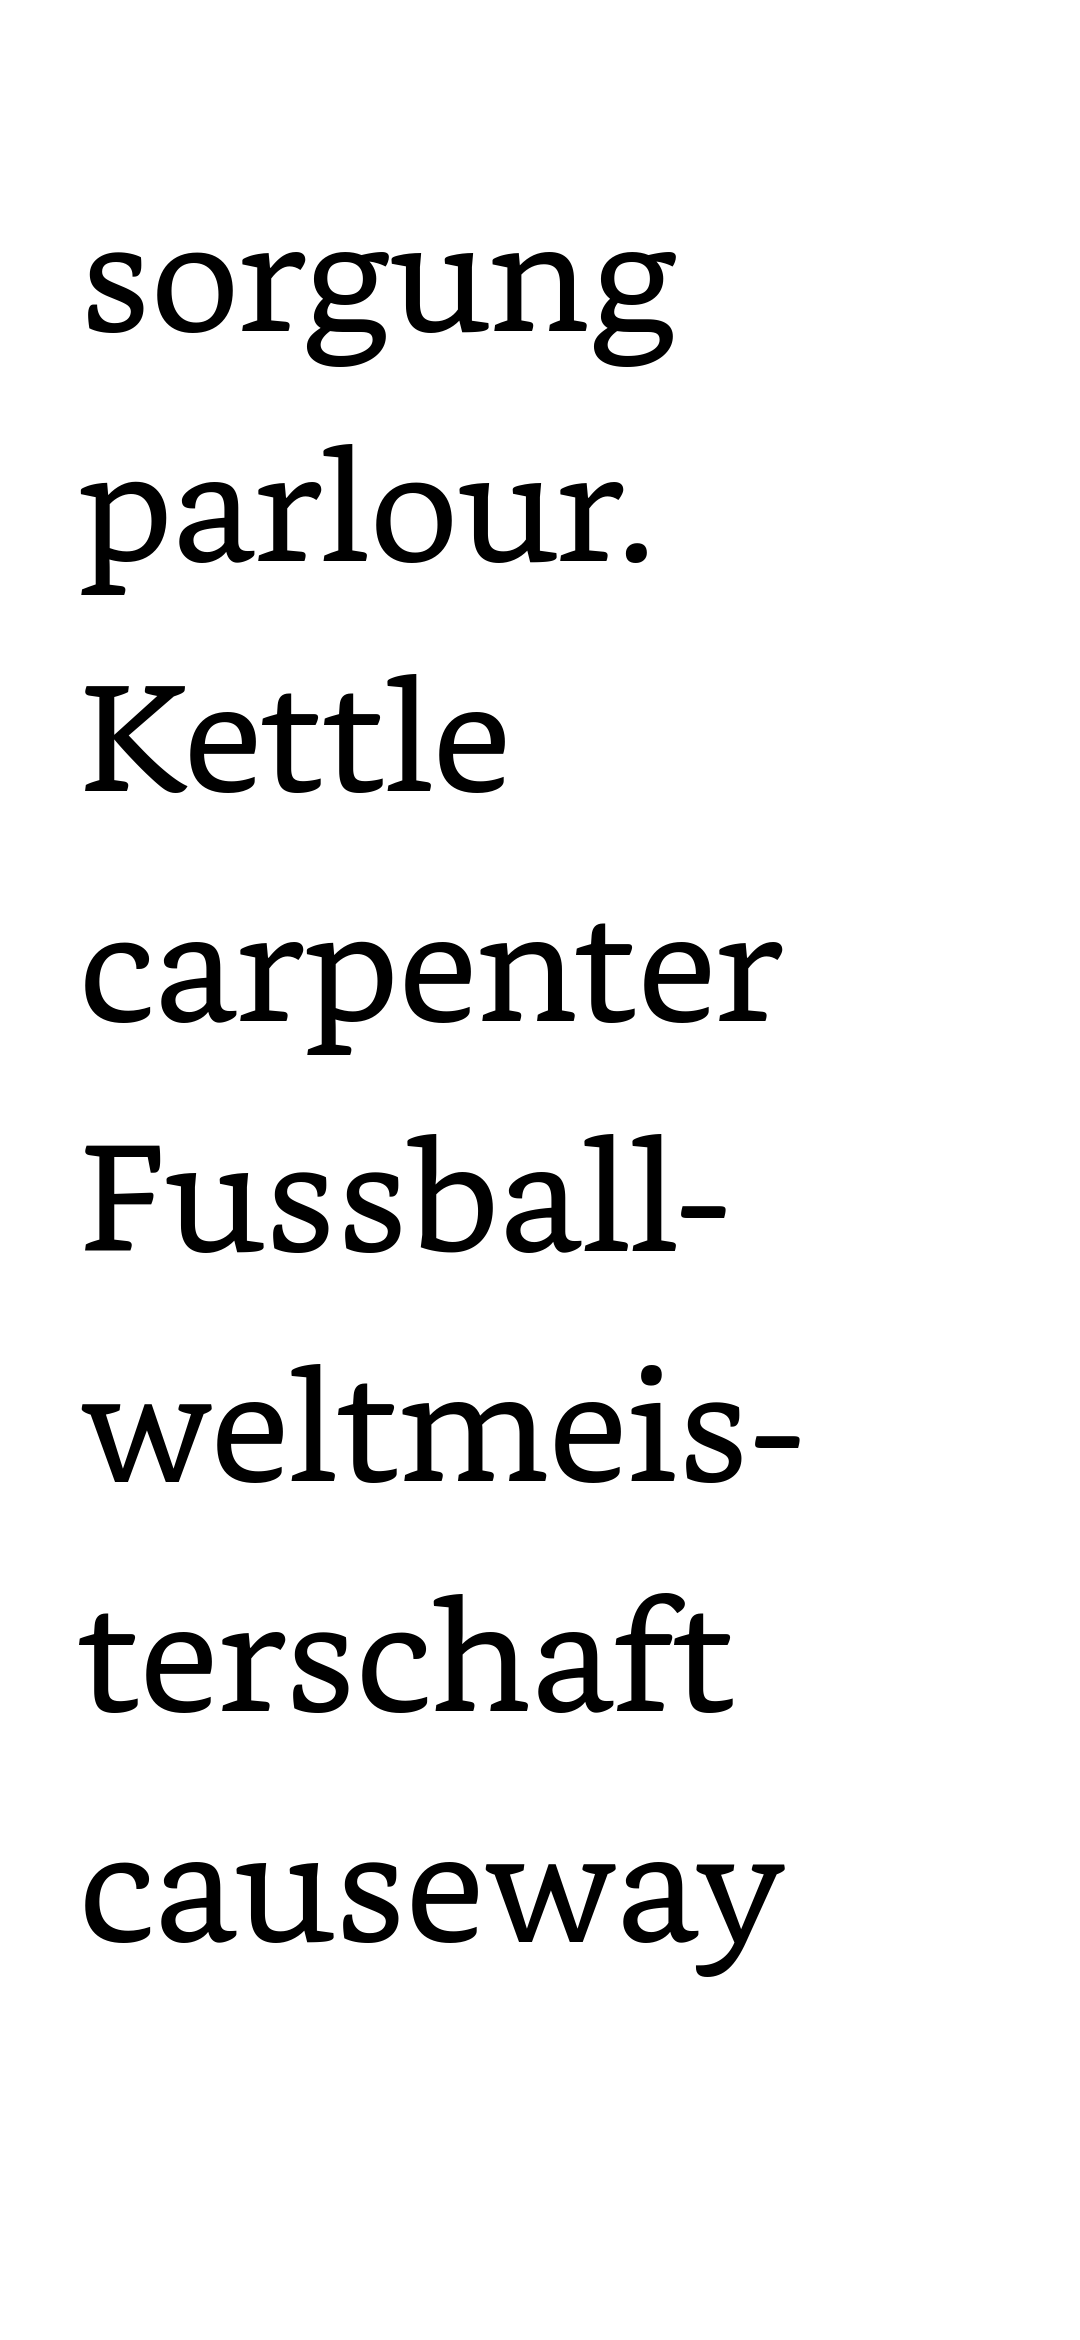 sorgung
parlour.
Kettle
carpenter
Fussball-
weltmeis-
terschaft
causeway